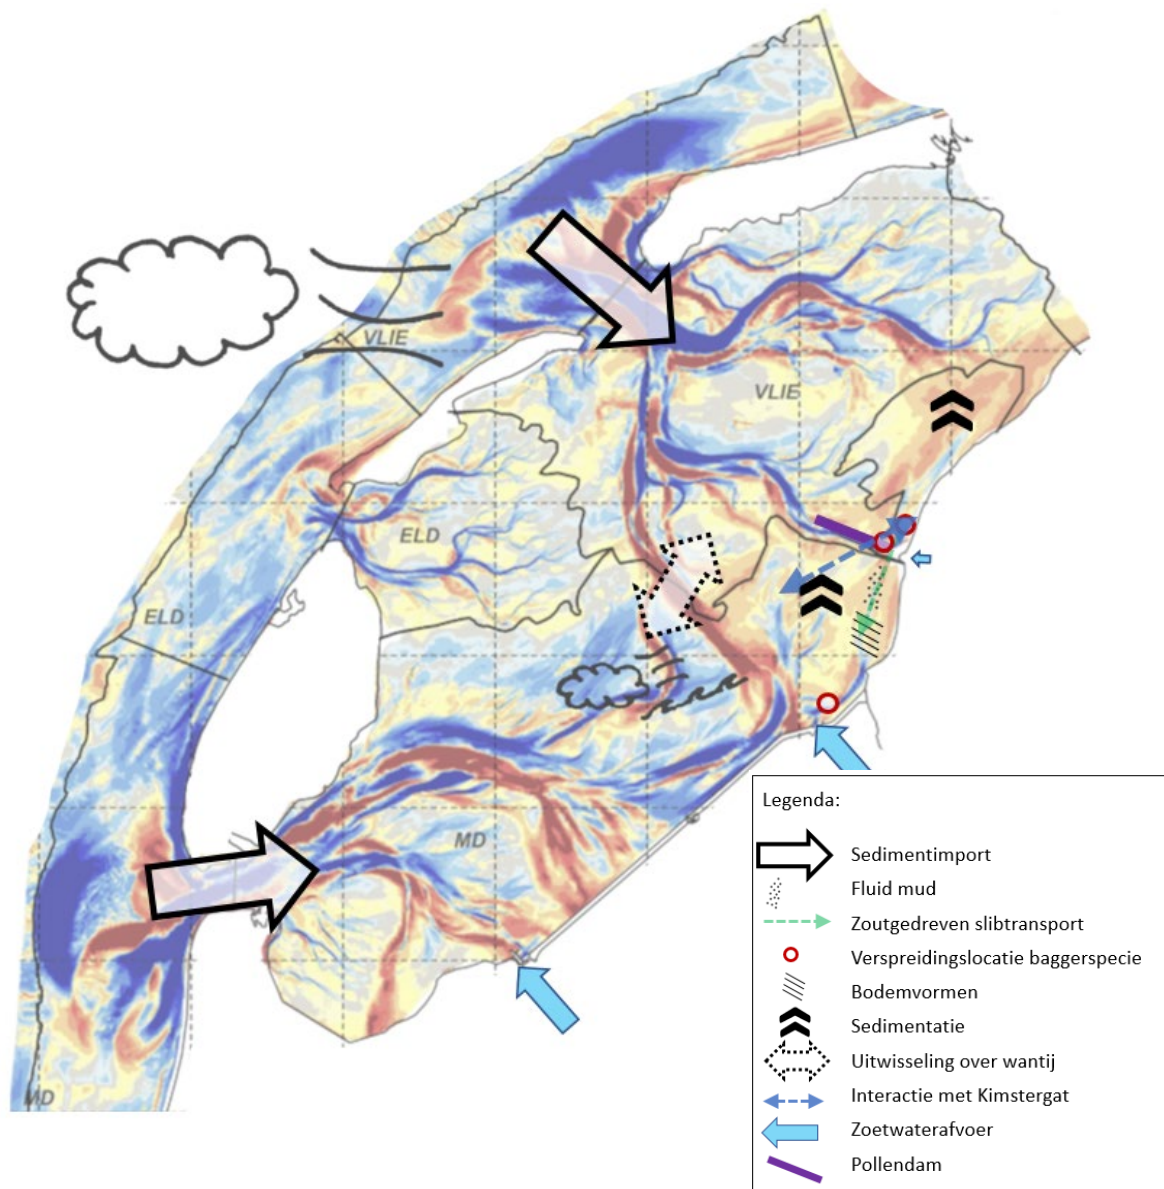 VLIE
VLIE
ELD
ELD
MD
MD
Legenda:
Sedimentimport
Fluid mud
Zoutgedreven slibtransport
Verspreidingslocatie baggerspecie
Bodemvormen
Sedimentatie
Uitwisseling over wantij
Interactie met Kimstergat
Zoetwaterafvoer
Pollendam